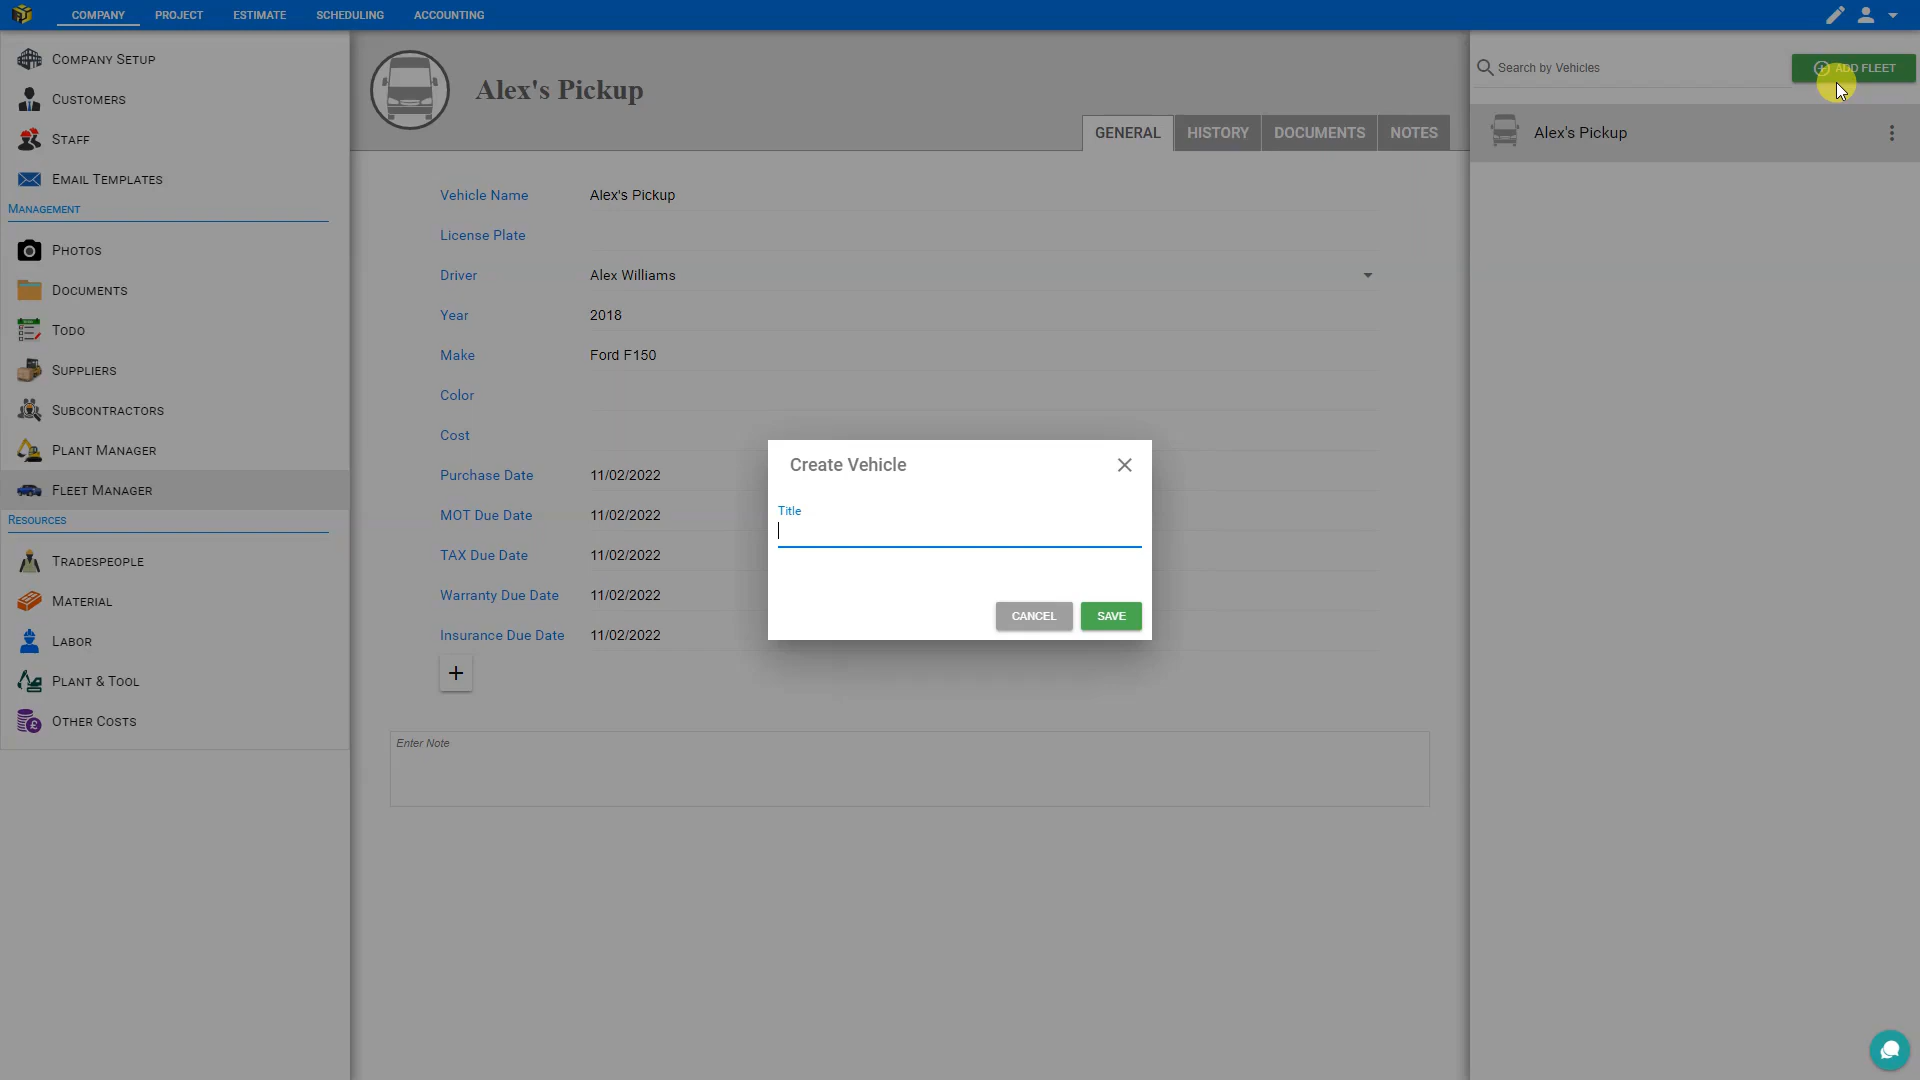 COMPANY PROJECT ESTIMATE SCHEDULING ACCOUNTING
COMPANY SETUP
CUSTOMERS
STAFF
EMAIL TEMPLATES
MANAGEMENT
PHOTOS
DOCUMENTS
TODO
SUPPLIERS
SUBCONTRACTORS
PLANT MANAGER
FLEET MANAGER
RESOURCES
TRADESPEOPLE
MATERIAL
LABOR
PLANT & TOOL
OTHER COSTS
Alex's Pickup
GENERAL HISTORY DOCUMENTS NOTES
Vehicle Name Alex's Pickup
License Plate
Driver Alex Williams
Year 2018
Make Ford F150
Color
Cost
Purchase Date 11/02/2022
MOT Due Date 11/02/2022
TAX Due Date 11/02/2022
Warranty Due Date 11/02/2022
Insurance Due Date 11/02/2022
Enter Note
Create Vehicle
Title
CANCEL SAVE
Search by Vehicles ADD FLEET
Alex's Pickup